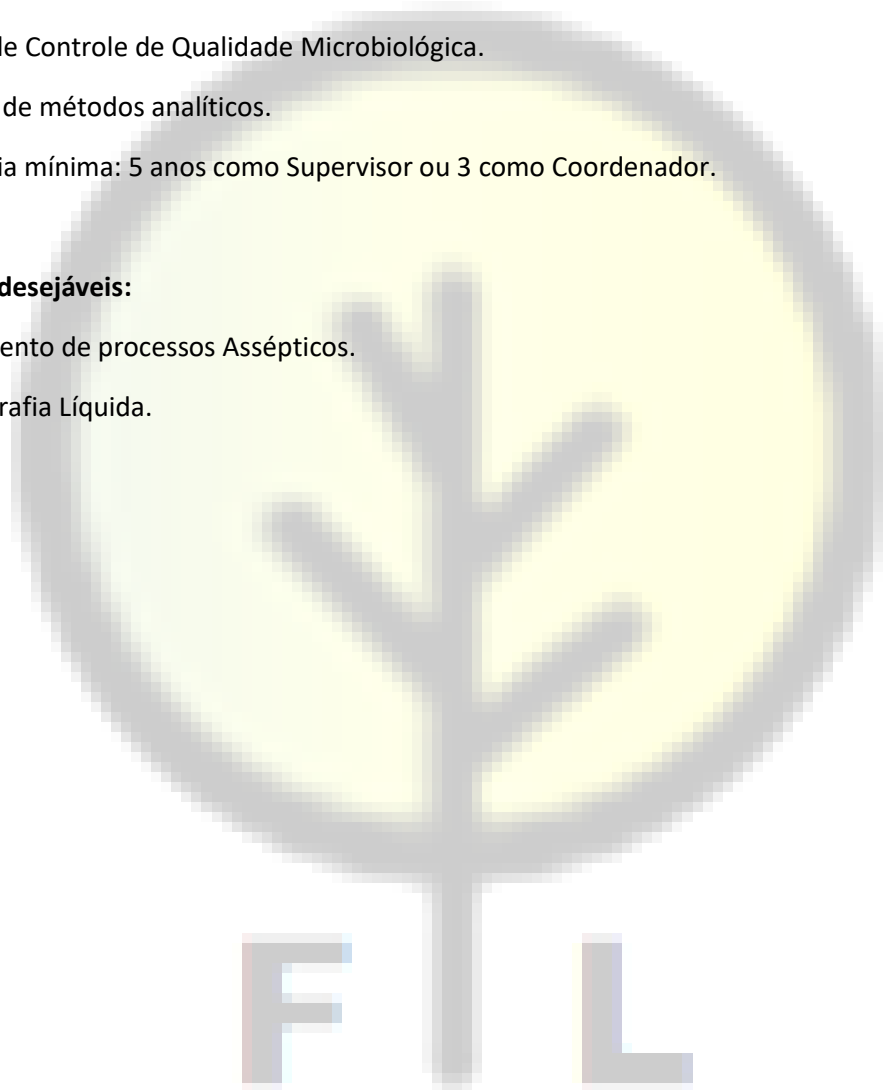 de Controle de Qualidade Microbiológica.
de métodos analíticos.
ia mínima: 5 anos como Supervisor ou 3 como Coordenador.
desejáveis:
ento de processos Assépticos.
rafia Líquida.
F L